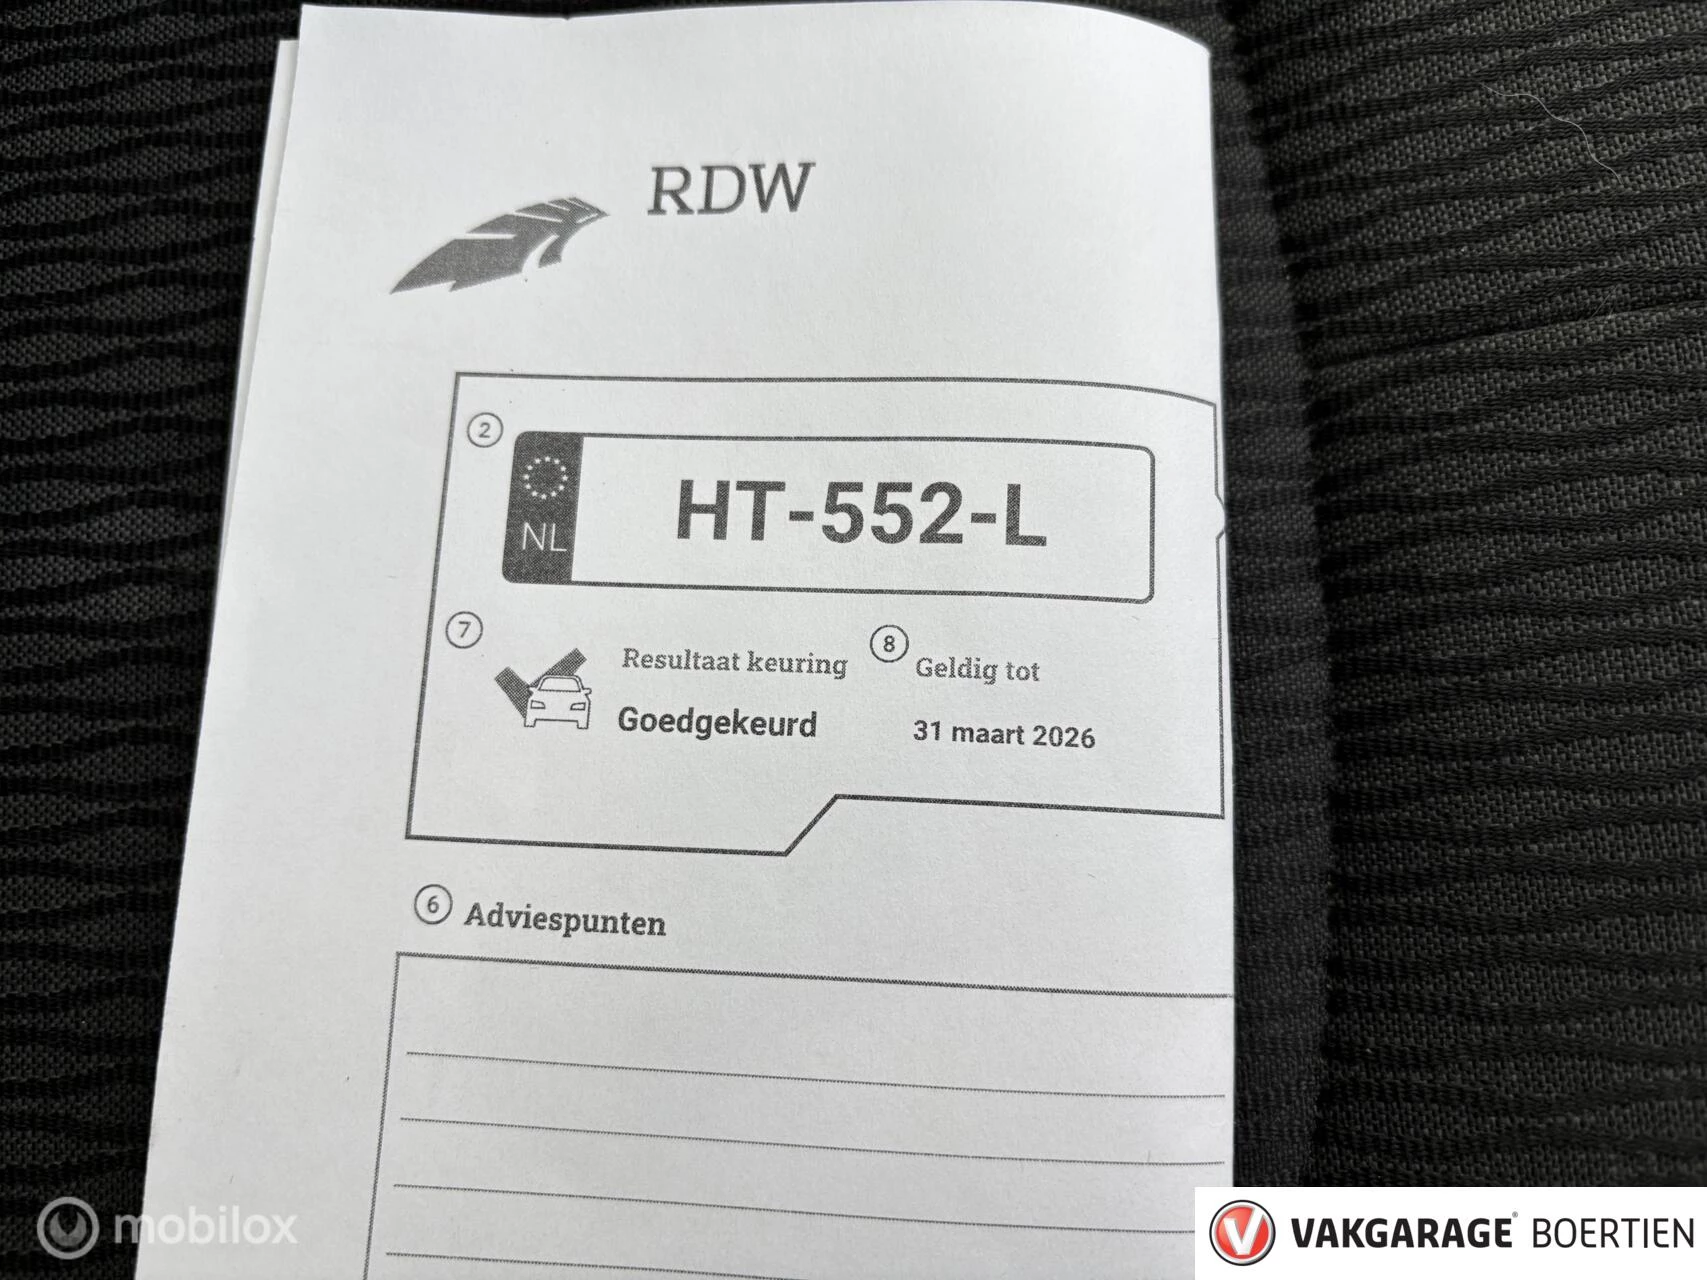 RDW
2
NL
HT-552-L
7
Resultaat keuring
8
Geldig tot
Goedgekeurd
31 maart 2026
6 Adviespunten
mobilox
V VAKGARAGE® BOERTIEN